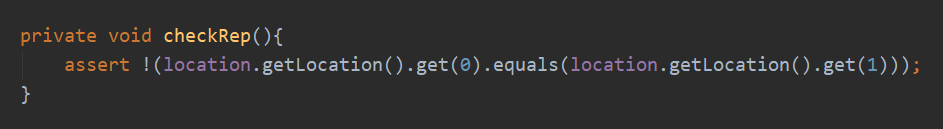 private void checkRep(){
    assert !(location.getLocation().get(0).equals(location.getLocation().get(1)));
}